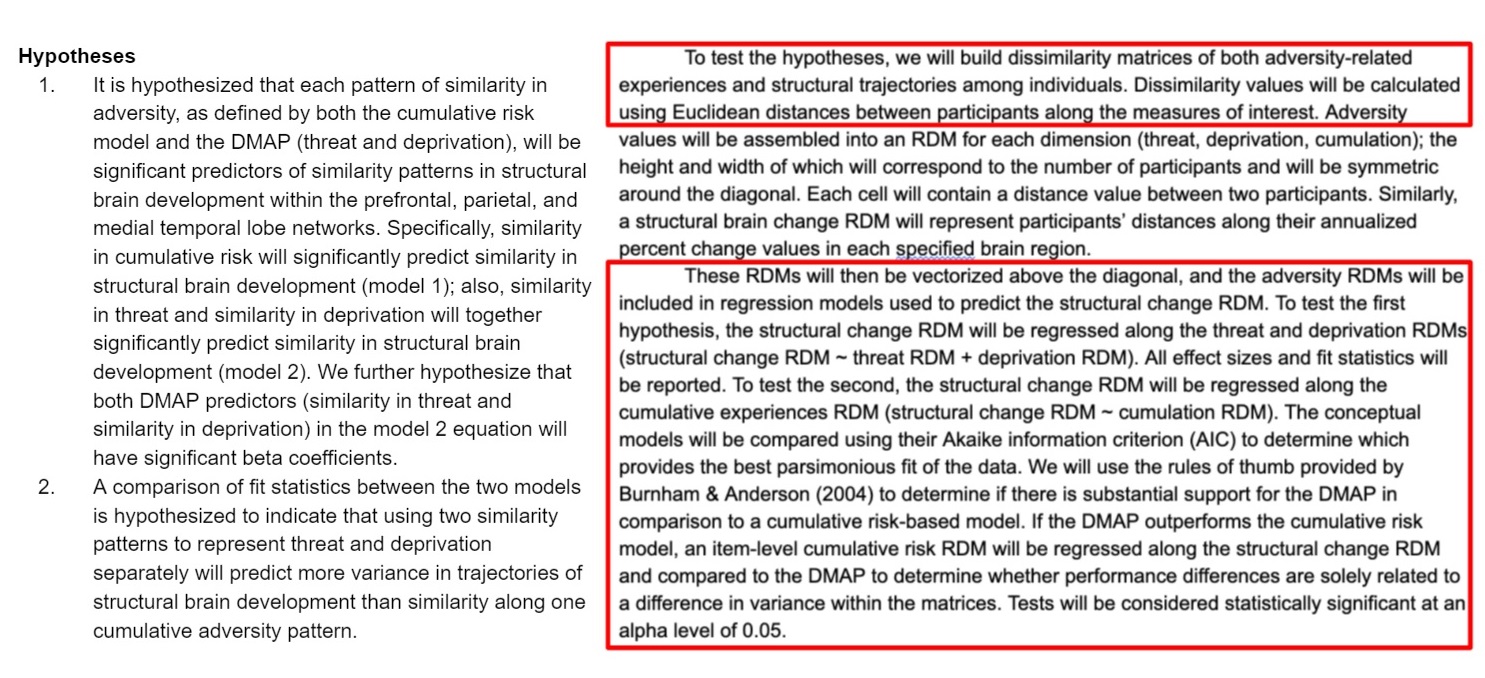 Hypotheses
1. It is hypothesized that each pattern of similarity in
adversity, as defined by both the cumulative risk
model and the DMAP (threat and deprivation), will be
significant predictors of similarity patterns in structural
brain development within the prefrontal, parietal, and
medial temporal lobe networks. Specifically, similarity
in cumulative risk will significantly predict similarity in
structural brain development (model 1); also, similarity
in threat and similarity in deprivation will together
significantly predict similarity in structural brain
development (model 2). We further hypothesize that
both DMAP predictors (similarity in threat and
similarity in deprivation) in the model 2 equation will
have significant beta coefficients.
2. A comparison of fit statistics between the two models
is hypothesized to indicate that using two similarity
patterns to represent threat and deprivation
separately will predict more variance in trajectories of
structural brain development than similarity along one
cumulative adversity pattern.
To test the hypotheses, we will build dissimilarity matrices of both adversity-related
experiences and structural trajectories among individuals. Dissimilarity values will be calculated
using Euclidean distances between participants along the measures of interest. Adversity
values will be assembled into an RDM for each dimension (threat, deprivation, cumulation); the
height and width of which will correspond to the number of participants and will be symmetric
around the diagonal. Each cell will contain a distance value between two participants. Similarly,
a structural brain change RDM will represent participants' distances along their annualized
percent change values in each specified brain region.
These RDMs will then be vectorized above the diagonal, and the adversity RDMs will be
included in regression models used to predict the structural change RDM. To test the first
hypothesis, the structural change RDM will be regressed along the threat and deprivation RDMs
(structural change RDM ~ threat RDM + deprivation RDM). All effect sizes and fit statistics will
be reported. To test the second, the structural change RDM will be regressed along the
cumulative experiences RDM (structural change RDM ~ cumulation RDM). The conceptual
models will be compared using their Akaike information criterion (AIC) to determine which
provides the best parsimonious fit of the data. We will use the rules of thumb provided by
Burnham & Anderson (2004) to determine if there is substantial support for the DMAP in
comparison to a cumulative risk-based model. If the DMAP outperforms the cumulative risk
model, an item-level cumulative risk RDM will be regressed along the structural change RDM
and compared to the DMAP to determine whether performance differences are solely related to
a difference in variance within the matrices. Tests will be considered statistically significant at an
alpha level of 0.05.